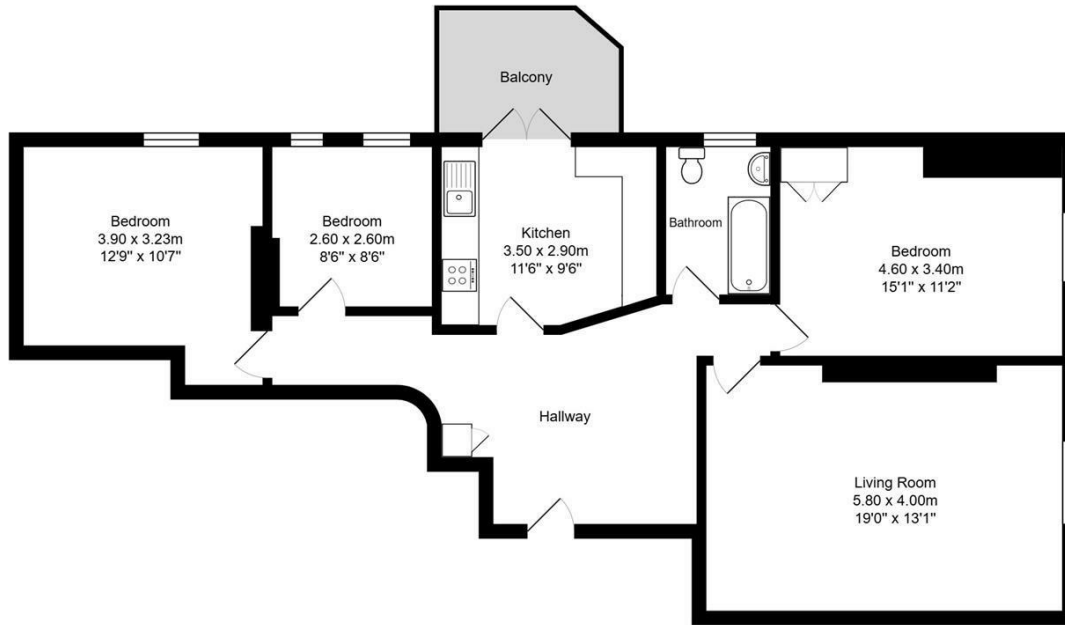 Balcony
Bedroom
3.90 x 3.23m
12'9" x 10'7"
Bedroom
2.60 x 2.60m
8'6" x 8'6"
Kitchen
3.50 x 2.90m
11'6" x 9'6"
Bathroom
Bedroom
4.60 x 3.40m
15'1" x 11'2"
Hallway
Living Room
5.80 x 4.00m
19'0" x 13'1"